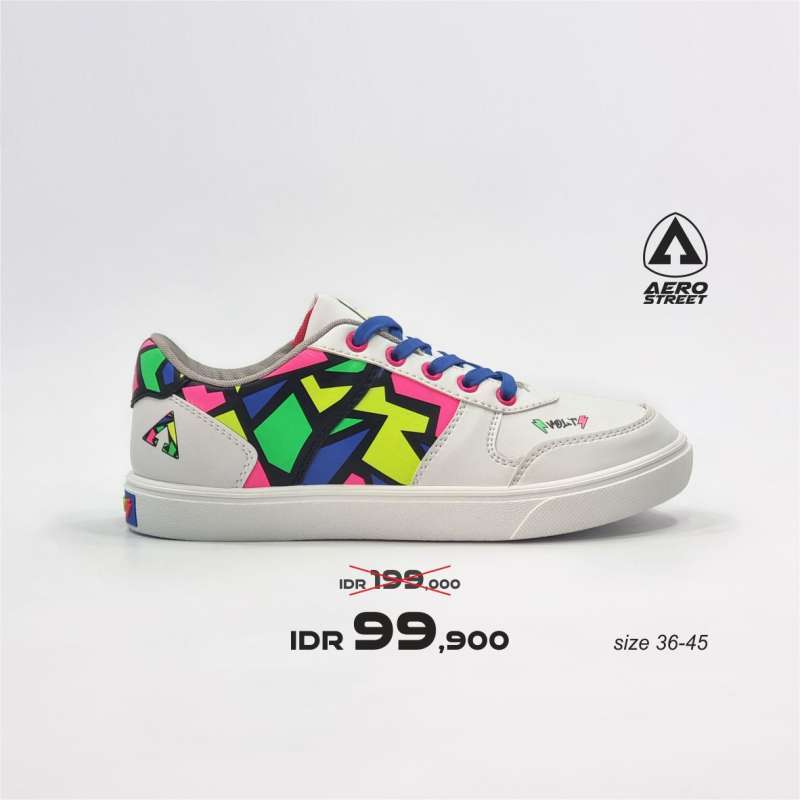 AERO
STREET
VOLT
IDR 199,000
IDR 99,900
size 36-45